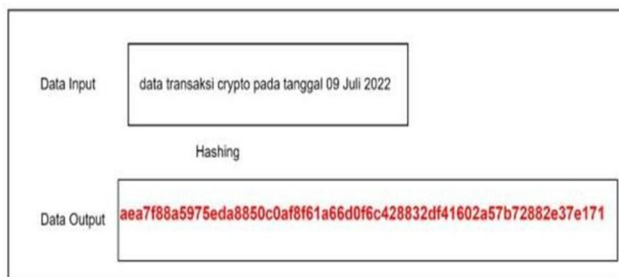 Data Input
data transaksi crypto pada tanggal 09 Juli 2022
Hashing
Data Output
aea7f88a5975eda8850c0af8f61a66d0f6c428832df41602a57b72882e37e171